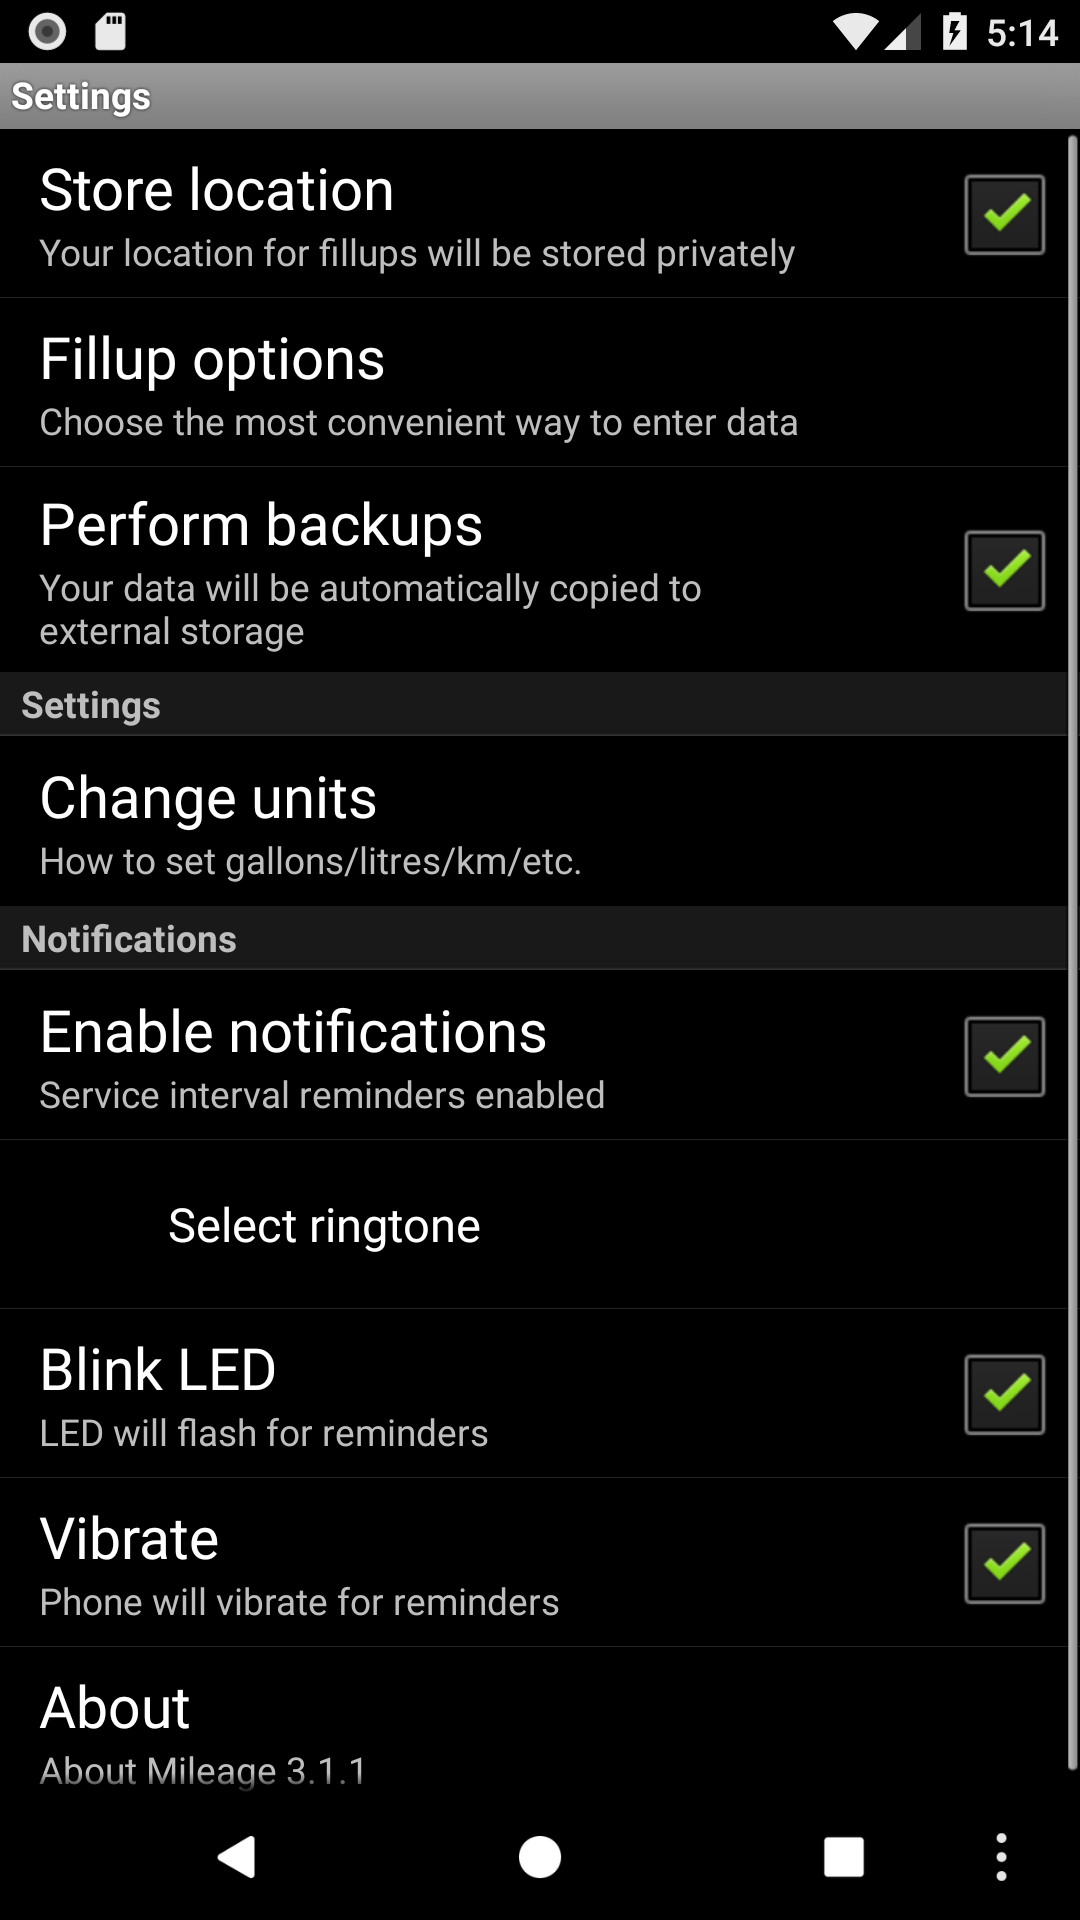 5:14
Settings
Store location
Your location for fillups will be stored privately
Fillup options
Choose the most convenient way to enter data
Perform backups
Your data will be automatically copied to
external storage
Settings
Change units
How to set gallons/litres/km/etc.
Notifications
Enable notifications
Service interval reminders enabled
Select ringtone
Blink LED
LED will flash for reminders
Vibrate
Phone will vibrate for reminders
About
About Mileage 3.1.1